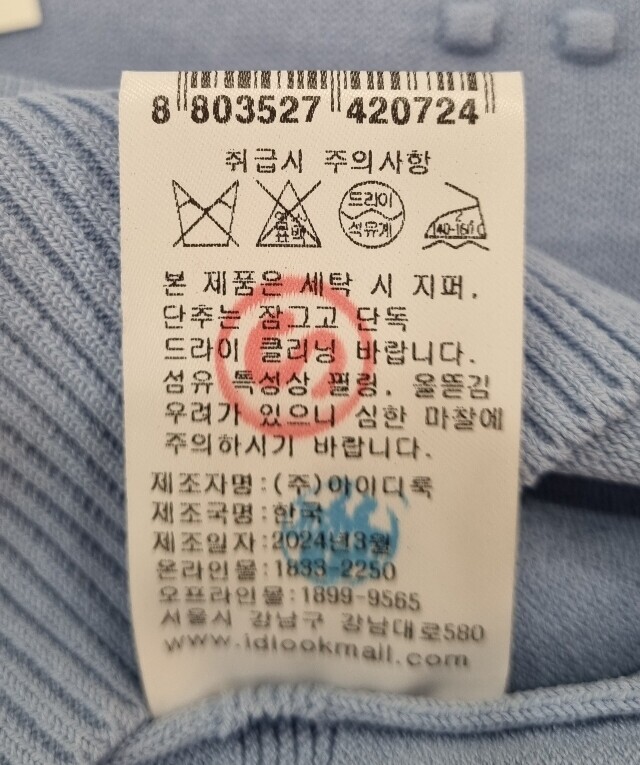 8 803527 420724
취급시 주의사항
염소 표백
드라이 석유계
2 140-160℃
본 제품은 세탁 시 지퍼,
단추는 잠그고 단독
드라이 클리닝 바랍니다.
섬유 특성상 필링, 올뜯김
우려가 있으니 심한 마찰에
주의하시기 바랍니다.
제조자명:(주)아이디룩
제조국명:한국
제조일자:2024년3월
온라인몰:1833-2250
오프라인몰:1899-9565
서울시 강남구 강남대로580
www.idlookmall.com